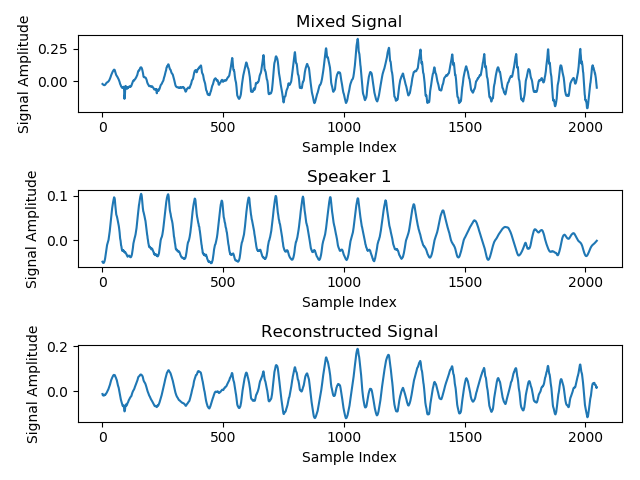 Mixed Signal
Signal Amplitude
0.25
0.00
0 500 1000 1500 2000
Sample Index
Speaker 1
Signal Amplitude
0.1
0.0
0 500 1000 1500 2000
Sample Index
Reconstructed Signal
Signal Amplitude
0.2
0.0
0 500 1000 1500 2000
Sample Index